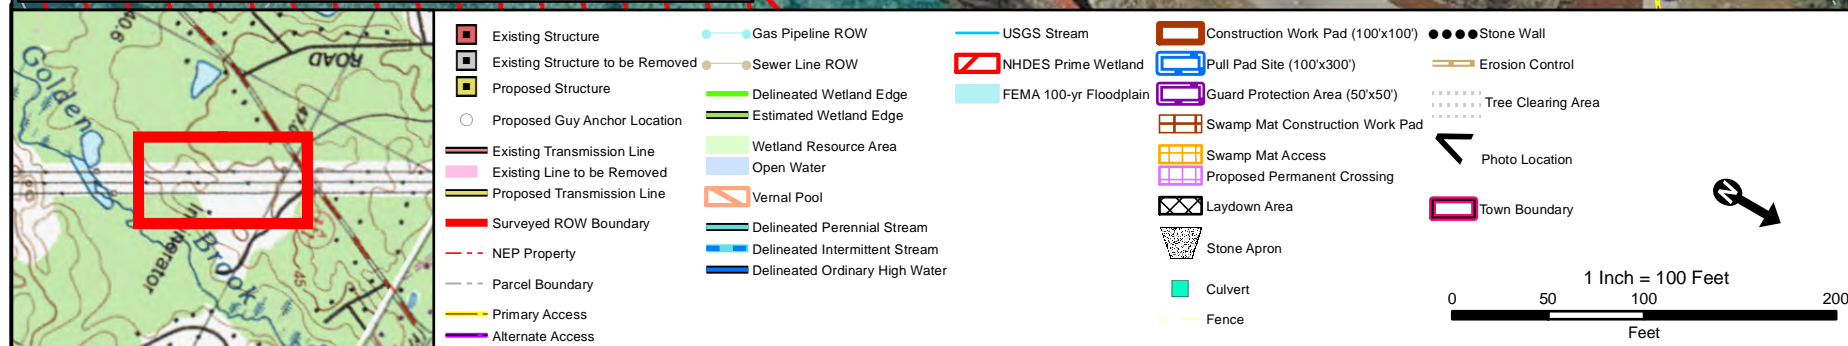 40.6
ROAD
Golden
47.0
Brook
Incinerator
45
Existing Structure
Existing Structure to be Removed
Proposed Structure
Proposed Guy Anchor Location
Existing Transmission Line
Existing Line to be Removed
Proposed Transmission Line
Surveyed ROW Boundary
NEP Property
Parcel Boundary
Primary Access
Alternate Access
Gas Pipeline ROW
Sewer Line ROW
Delineated Wetland Edge
Estimated Wetland Edge
Wetland Resource Area
Open Water
Vernal Pool
Delineated Perennial Stream
Delineated Intermittent Stream
Delineated Ordinary High Water
USGS Stream
NHDES Prime Wetland
FEMA 100-yr Floodplain
Construction Work Pad (100'x100')
Pull Pad Site (100'x300')
Guard Protection Area (50'x50')
Swamp Mat Construction Work Pad
Swamp Mat Access
Proposed Permanent Crossing
Laydown Area
Stone Apron
Culvert
Fence
Stone Wall
Erosion Control
Tree Clearing Area
Photo Location
Town Boundary
N
1 Inch = 100 Feet
0 50 100 200
Feet